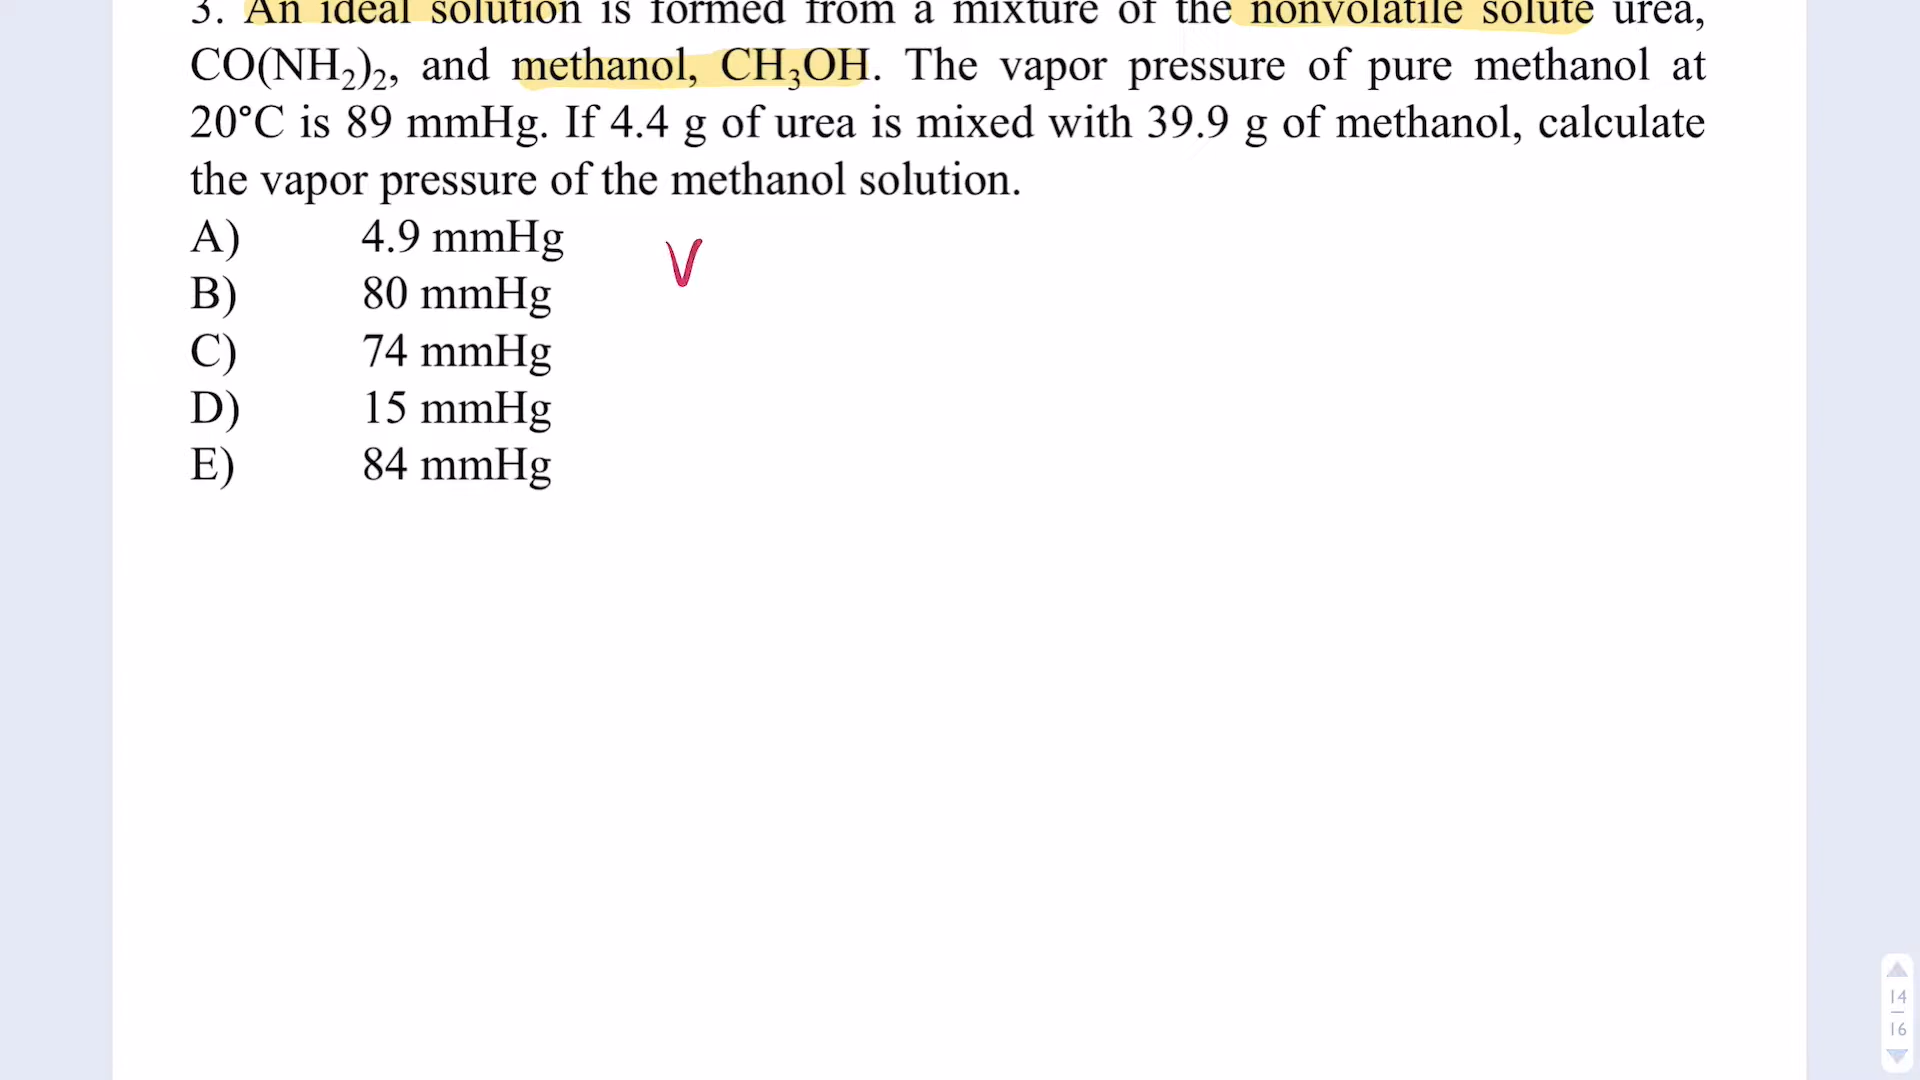 3. An ideal solution is formed from a mixture of the nonvolatile solute urea,
CO(NH₂)₂, and methanol, CH₃OH. The vapor pressure of pure methanol at
20°C is 89 mmHg. If 4.4 g of urea is mixed with 39.9 g of methanol, calculate
the vapor pressure of the methanol solution.
A) 4.9 mmHg
V
B) 80 mmHg
C) 74 mmHg
D) 15 mmHg
E) 84 mmHg
14
16